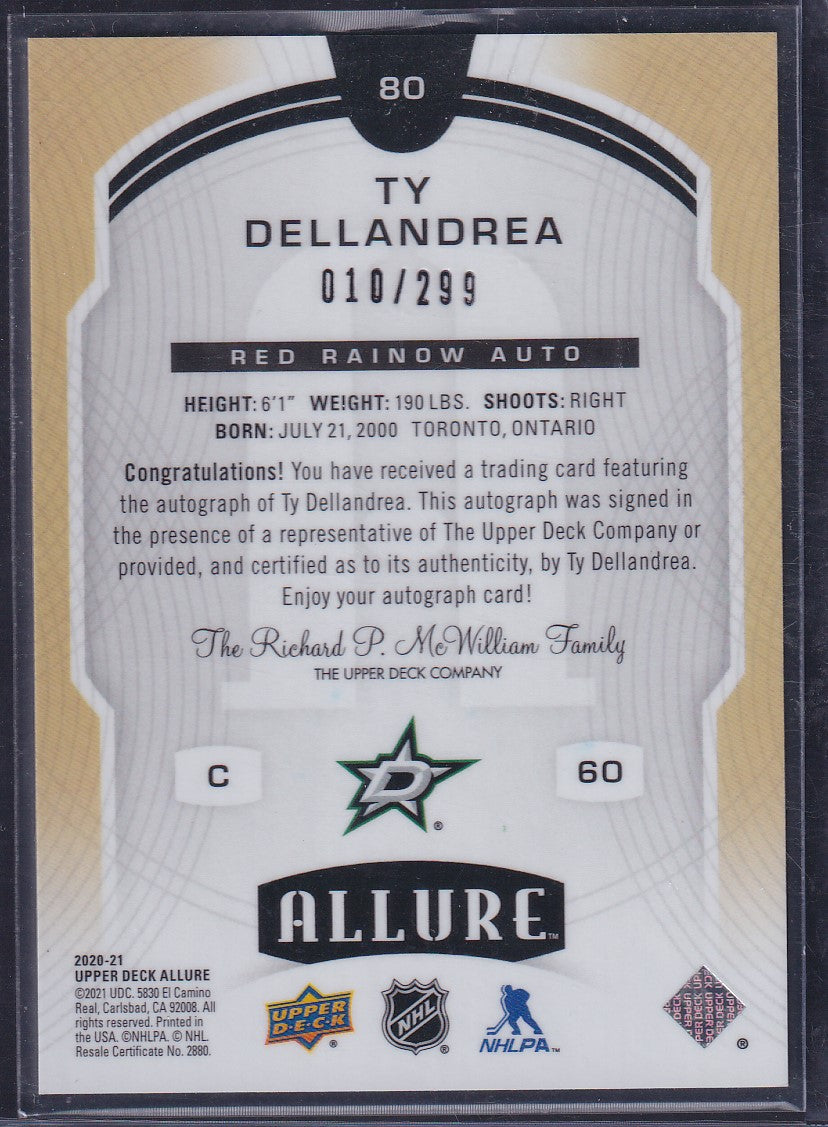 80
TY
DELLANDREA
010/299
RED RAINOW AUTO
HEIGHT: 6'1" WEIGHT: 190 LBS. SHOOTS: RIGHT
BORN: JULY 21, 2000 TORONTO, ONTARIO
Congratulations! You have received a trading card featuring
the autograph of Ty Dellandrea. This autograph was signed in
the presence of a representative of The Upper Deck Company or
provided, and certified as to its authenticity, by Ty Dellandrea.
Enjoy your autograph card!
The Richard P. McWilliam Family
THE UPPER DECK COMPANY
C
D
®
60
ALLURE™
2020-21
UPPER DECK ALLURE
©2021 UDC. 5830 El Camino
Real, Carlsbad, CA 92008. All
rights reserved. Printed in
the USA. ©NHLPA. © NHL.
Resale Certificate No. 2880.
UPPER
D·E·C·K
®
NHL
®
NHLPA™
®